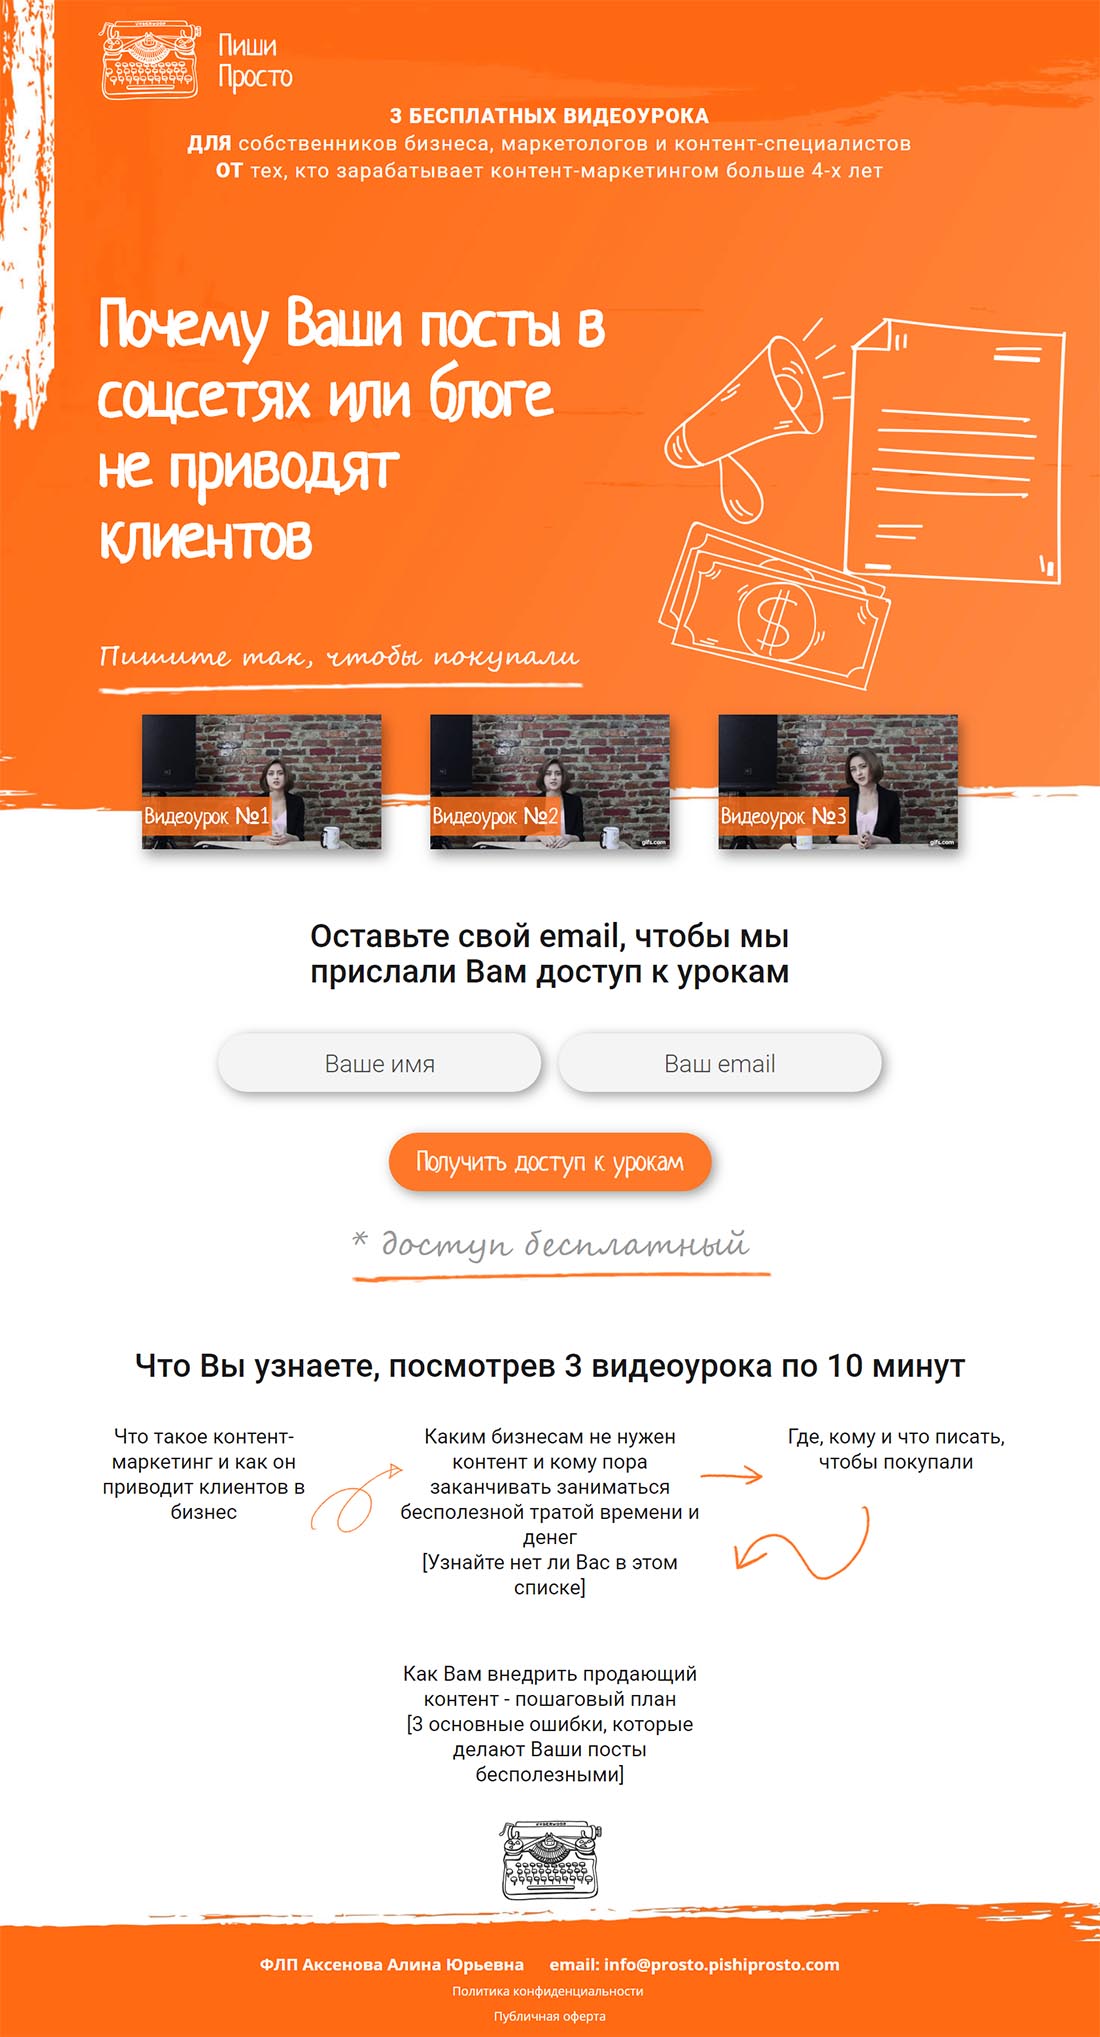 Пиши
Просто
3 БЕСПЛАТНЫХ ВИДЕОУРОКА
ДЛЯ собственников бизнеса, маркетологов и контент-специалистов
ОТ тех, кто зарабатывает контент-маркетингом больше 4-х лет
Почему Ваши посты в
соцсетях или блоге
не приводят
клиентов
Пишите так, чтобы покупали
Видеоурок №1
Видеоурок №2
Видеоурок №3
gifs.com
gifs.com
Оставьте свой email, чтобы мы
прислали Вам доступ к урокам
Ваше имя
Ваш email
Получить доступ к урокам
* доступ бесплатный
Что Вы узнаете, посмотрев 3 видеоурока по 10 минут
Что такое контент-
маркетинг и как он
приводит клиентов в
бизнес
Каким бизнесам не нужен
контент и кому пора
заканчивать заниматься
бесполезной тратой времени и
денег
[Узнайте нет ли Вас в этом
списке]
Где, кому и что писать,
чтобы покупали
Как Вам внедрить продающий
контент - пошаговый план
[3 основные ошибки, которые
делают Ваши посты
бесполезными]
ФЛП Аксенова Алина Юрьевна email: info@prosto.pishiprosto.com
Политика конфиденциальности
Публичная оферта